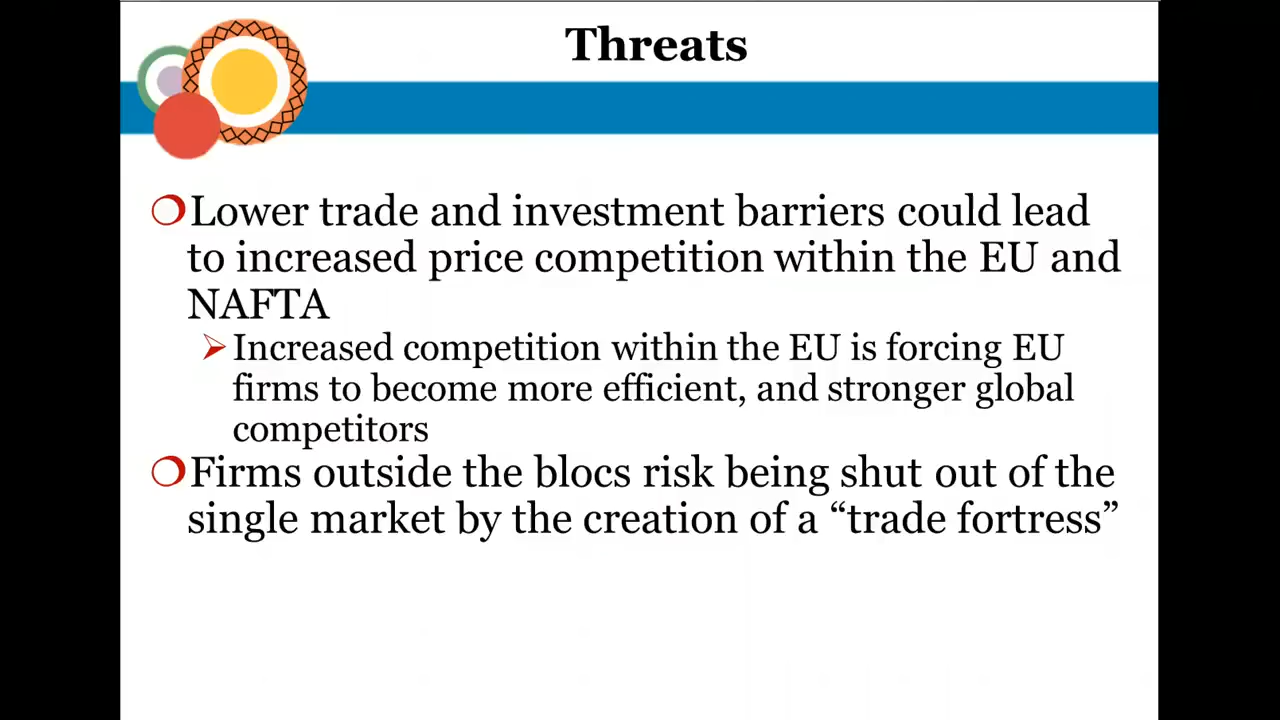 Threats
Lower trade and investment barriers could lead
to increased price competition within the EU and
NAFTA
Increased competition within the EU is forcing EU
firms to become more efficient, and stronger global
competitors
Firms outside the blocs risk being shut out of the
single market by the creation of a “trade fortress”